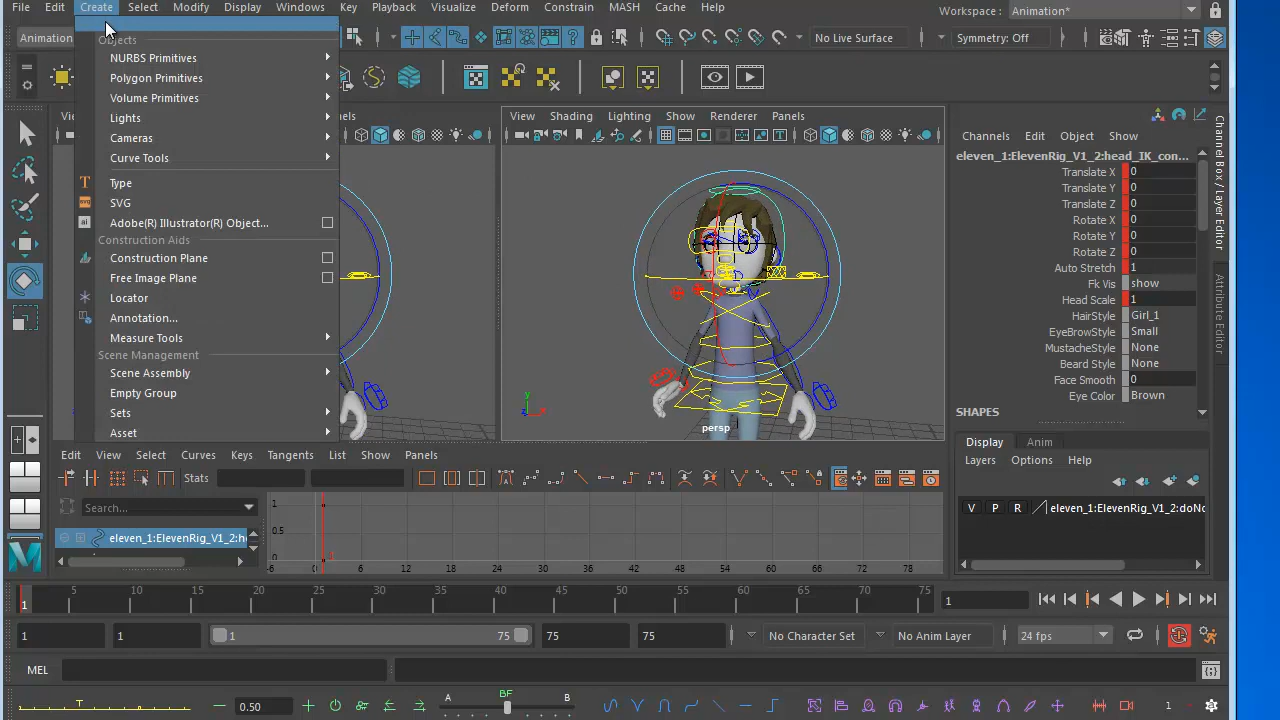 File Edit Create Select Modify Display Windows Key Playback Visualize Deform Constrain MASH Cache Help
Workspace : Animation*
Animation
No Live Surface
Symmetry: Off
Objects
NURBS Primitives
Polygon Primitives
Volume Primitives
Lights
Cameras
Curve Tools
Type
SVG
Adobe(R) Illustrator(R) Object...
Construction Aids
Construction Plane
Free Image Plane
Locator
Annotation...
Measure Tools
Scene Management
Scene Assembly
Empty Group
Sets
Asset
View Shading Lighting Show Renderer Panels
persp
Channels Edit Object Show
eleven_1:ElevenRig_V1_2:head_IK_con...
Translate X 0
Translate Y 0
Translate Z 0
Rotate X 0
Rotate Y 0
Rotate Z 0
Auto Stretch 1
Fk Vis show
Head Scale 1
HairStyle Girl_1
EyeBrowStyle Small
MustacheStyle None
Beard Style None
Face Smooth 0
Eye Color Brown
SHAPES
Channel Box / Layer Editor
Attribute Editor
Display Anim
Layers Options Help
V P R eleven_1:ElevenRig_V1_2:doNo
Edit View Select Curves Keys Tangents List Show Panels
Stats
Search...
eleven_1:ElevenRig_V1_2:he
1
0.5
0
-6 0 6 12 18 24 30 36 42 48 54 60 66 72 78
1 5 10 15 20 25 30 35 40 45 50 55 60 65 70 75
1
1 1 1 75 75 75 No Character Set No Anim Layer 24 fps
MEL
T 0.50 A BF B 1